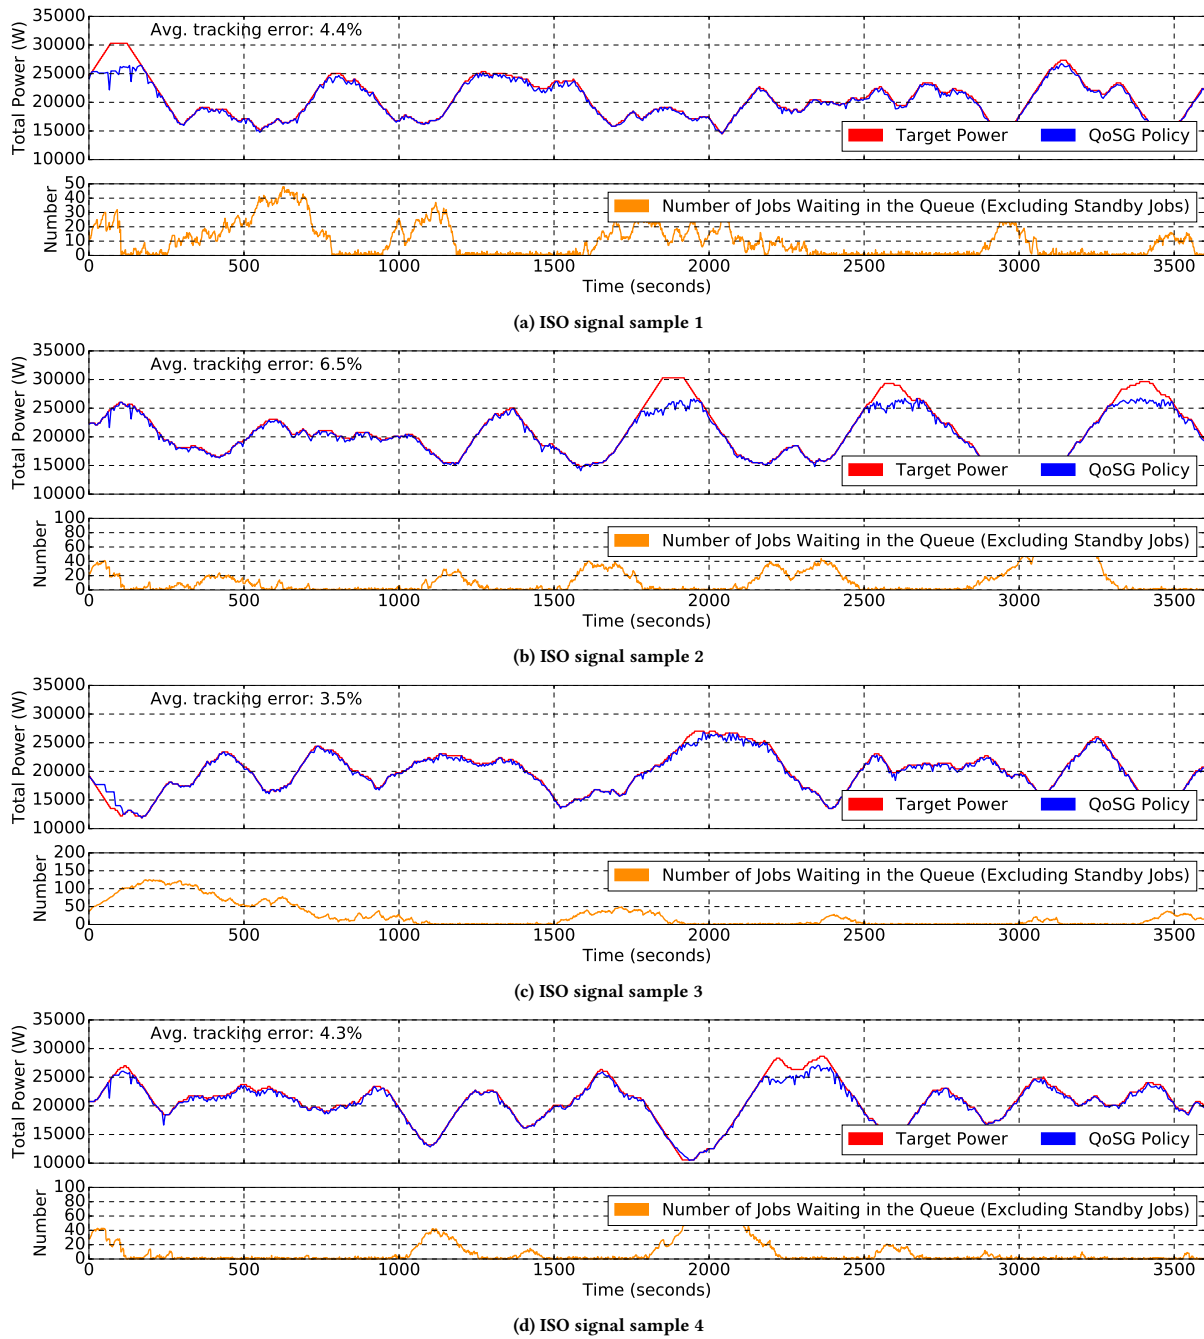 35000
30000
25000
20000
15000
10000
Total Power (W)
Avg. tracking error: 4.4%
Target Power QoSG Policy
50
40
30
20
10
0
Number
Number of Jobs Waiting in the Queue (Excluding Standby Jobs)
0 500 1000 1500 2000 2500 3000 3500
Time (seconds)
(a) ISO signal sample 1
35000
30000
25000
20000
15000
10000
Total Power (W)
Avg. tracking error: 6.5%
Target Power QoSG Policy
100
80
60
40
20
0
Number
Number of Jobs Waiting in the Queue (Excluding Standby Jobs)
0 500 1000 1500 2000 2500 3000 3500
Time (seconds)
(b) ISO signal sample 2
35000
30000
25000
20000
15000
10000
Total Power (W)
Avg. tracking error: 3.5%
Target Power QoSG Policy
200
150
100
50
0
Number
Number of Jobs Waiting in the Queue (Excluding Standby Jobs)
0 500 1000 1500 2000 2500 3000 3500
Time (seconds)
(c) ISO signal sample 3
35000
30000
25000
20000
15000
10000
Total Power (W)
Avg. tracking error: 4.3%
Target Power QoSG Policy
100
80
60
40
20
0
Number
Number of Jobs Waiting in the Queue (Excluding Standby Jobs)
0 500 1000 1500 2000 2500 3000 3500
Time (seconds)
(d) ISO signal sample 4